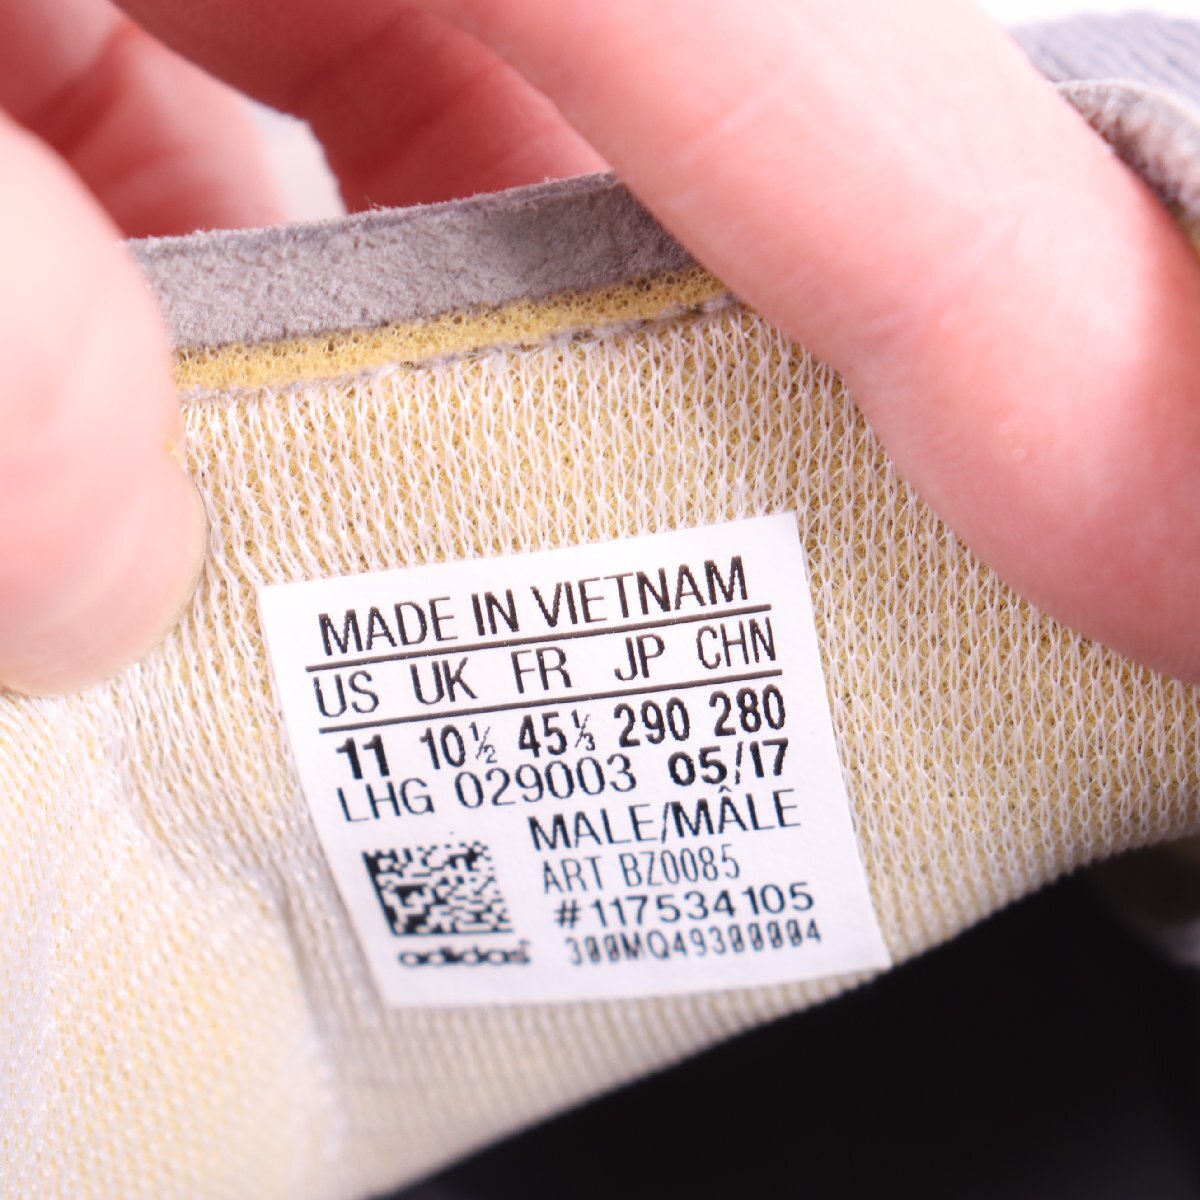 MADE IN VIETNAM
US UK FR JP CHN
11 10½ 45⅓ 290 280
LHG 029003 05/17
MALE/MÂLE
ART BZ0085
#117534105
300MQ49300004
adidas